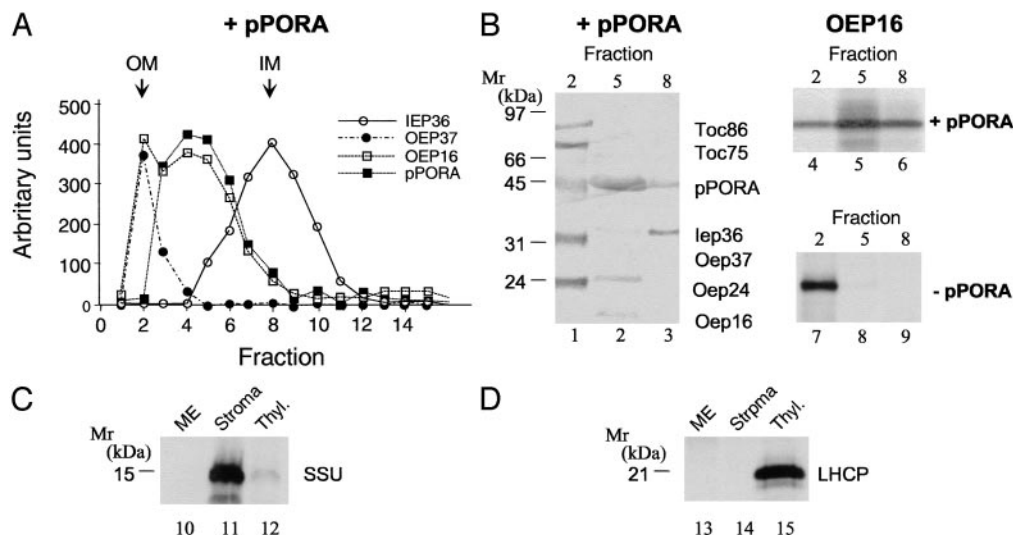 A
+ pPORA
OM
IM
500
400
300
200
100
0
Arbritary units
IEP36
OEP37
OEP16
pPORA
0 2 4 6 8 10 12 14
Fraction
B
+ pPORA
Fraction
2 5 8
Mr
(kDa)
97
66
45
31
24
Toc86
Toc75
pPORA
Iep36
Oep37
Oep24
Oep16
1 2 3
OEP16
Fraction
2 5 8
+ pPORA
4 5 6
Fraction
2 5 8
- pPORA
7 8 9
C
ME Stroma Thyl.
Mr
(kDa)
15
SSU
10 11 12
D
ME Strpma Thyl.
Mr
(kDa)
21
LHCP
13 14 15